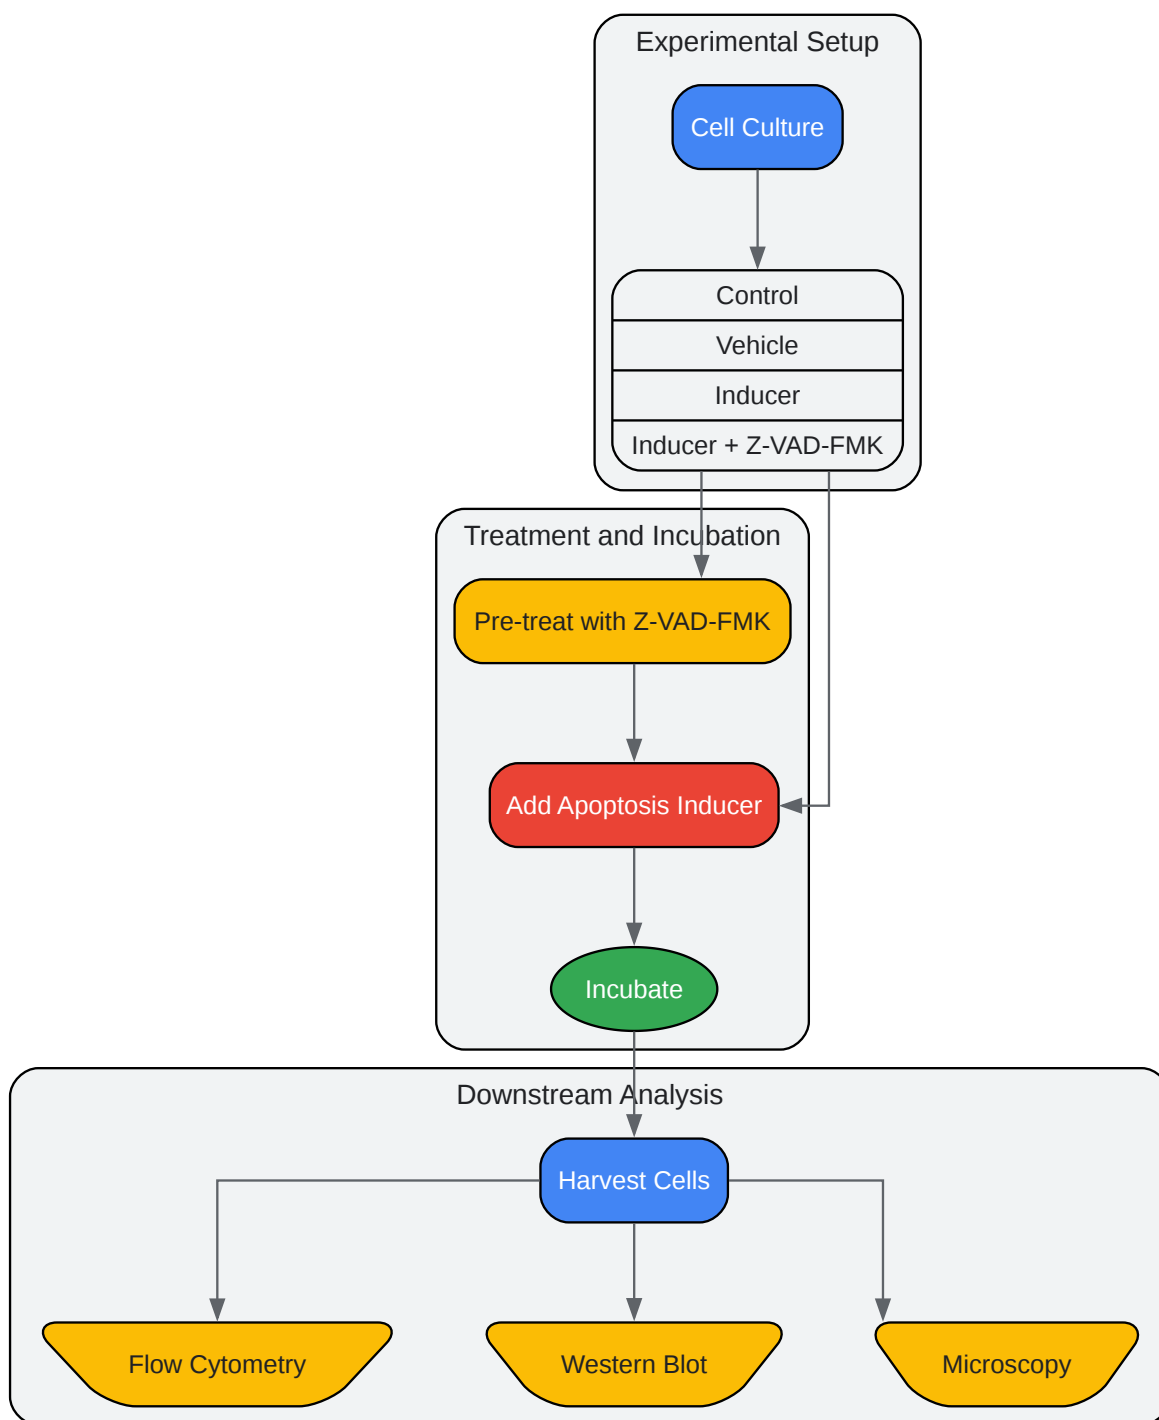 Experimental Setup
Cell Culture
Control
Vehicle
Inducer
Inducer + Z-VAD-FMK
Treatment and Incubation
Pre-treat with Z-VAD-FMK
Add Apoptosis Inducer
Incubate
Downstream Analysis
Harvest Cells
Flow Cytometry
Western Blot
Microscopy